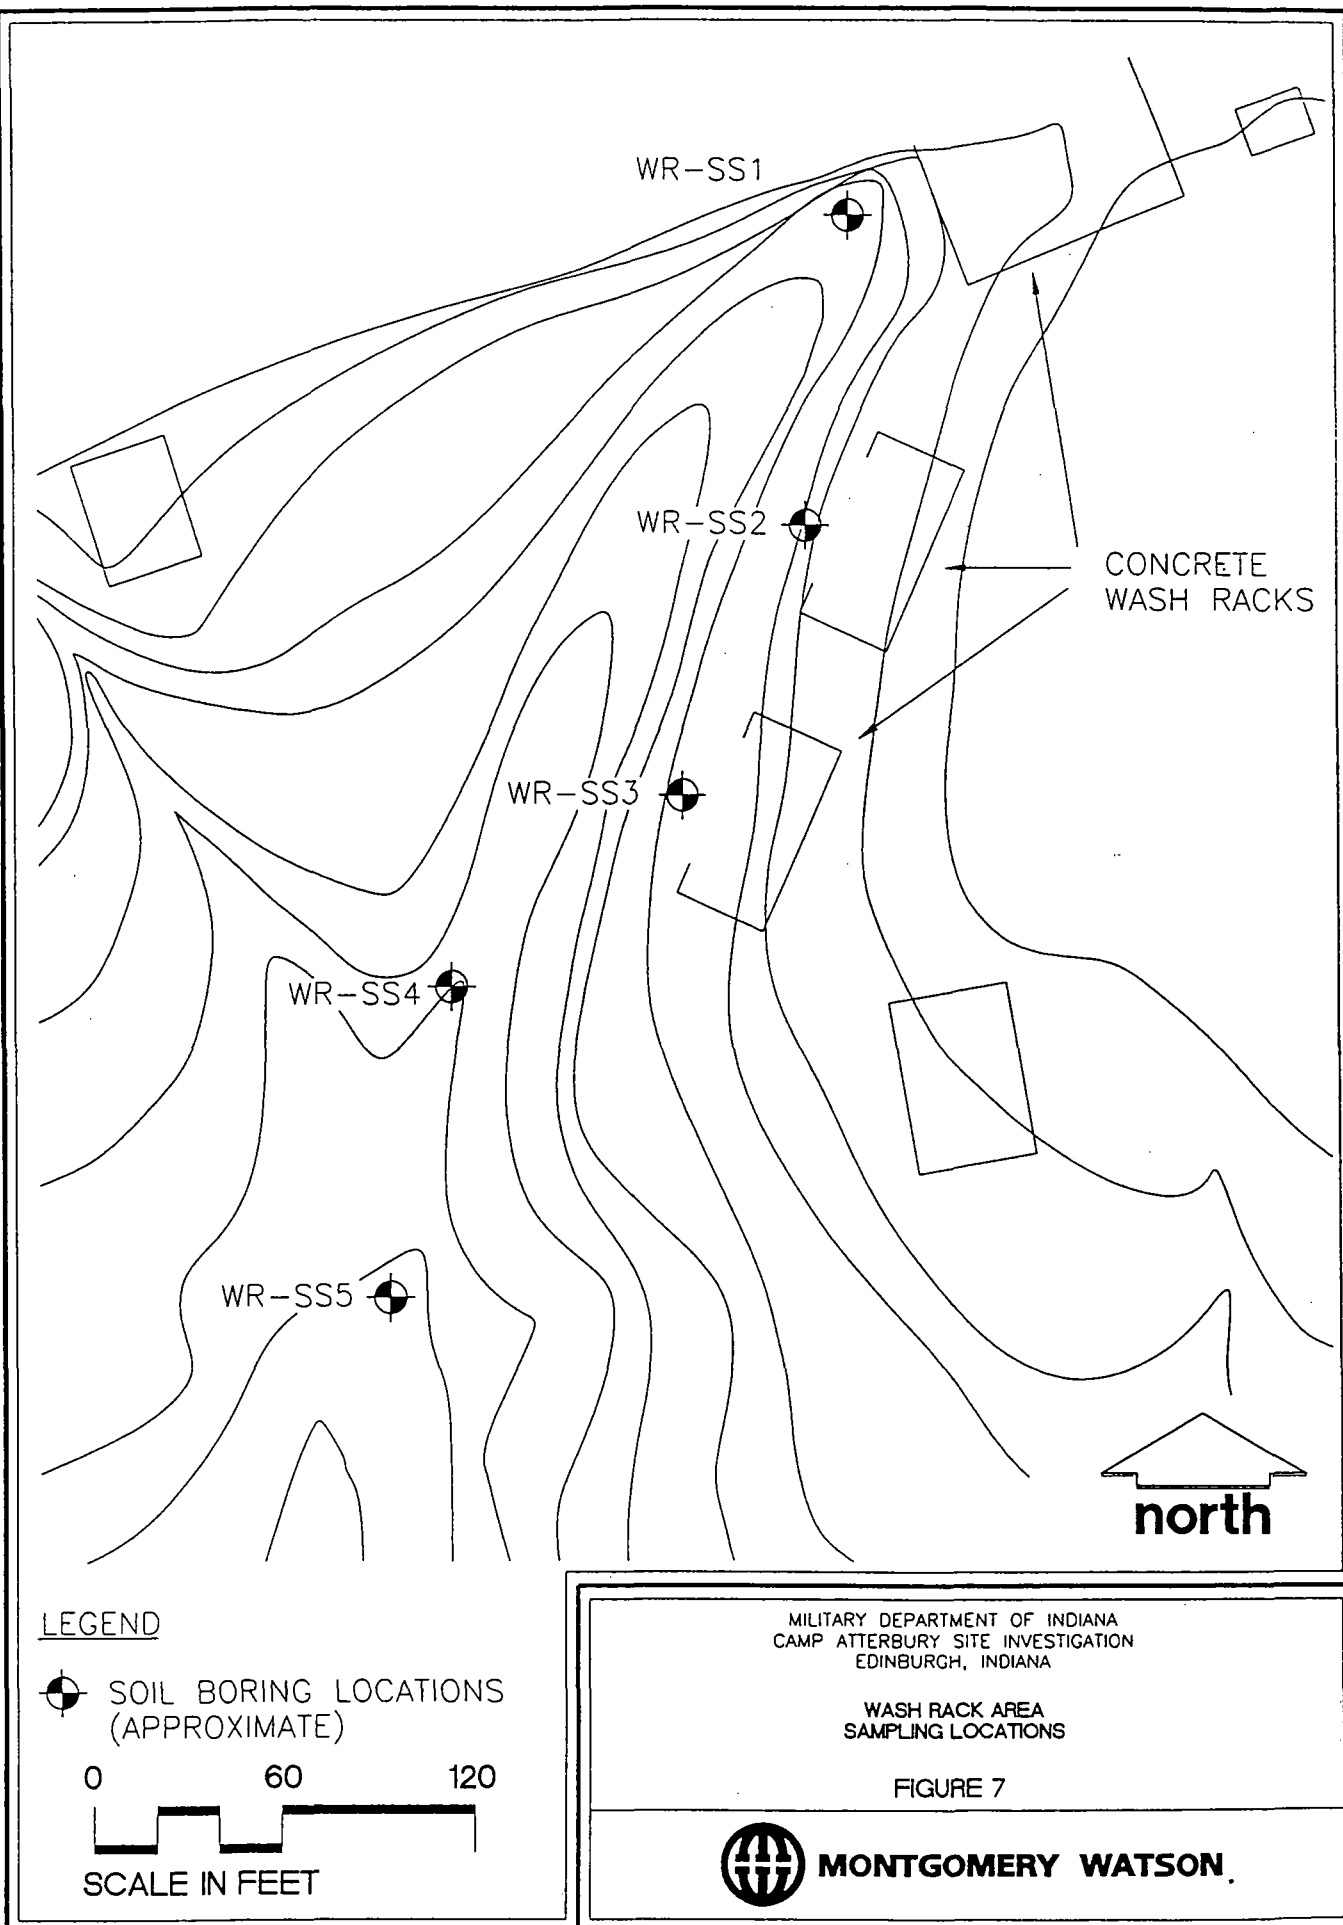 WR-SS1
WR-SS2
CONCRETE
WASH RACKS
WR-SS3
WR-SS4
WR-SS5
north
LEGEND
SOIL BORING LOCATIONS
(APPROXIMATE)
0 60 120
SCALE IN FEET
MILITARY DEPARTMENT OF INDIANA
CAMP ATTERBURY SITE INVESTIGATION
EDINBURGH, INDIANA
WASH RACK AREA
SAMPLING LOCATIONS
FIGURE 7
MONTGOMERY WATSON